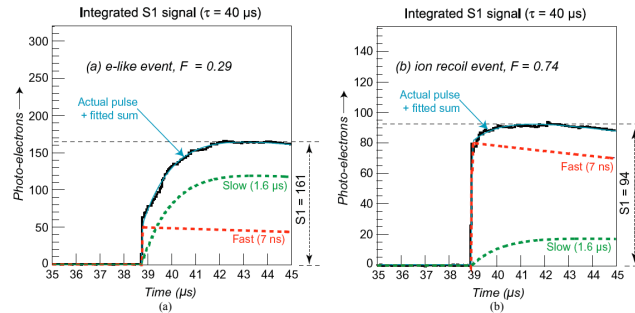 Integrated S1 signal (τ = 40 µs)
(a) e-like event, F = 0.29
Actual pulse
+ fitted sum
Slow (1.6 µs)
Fast (7 ns)
S1 = 161
Photo-electrons
300
250
200
150
100
50
0
35 36 37 38 39 40 41 42 43 44 45
Time (µs)
(a)
Integrated S1 signal (τ = 40 µs)
(b) ion recoil event, F = 0.74
Actual pulse
+ fitted sum
Fast (7 ns)
Slow (1.6 µs)
S1 = 94
Photo-electrons
140
120
100
80
60
40
20
0
35 36 37 38 39 40 41 42 43 44 45
Time (µs)
(b)